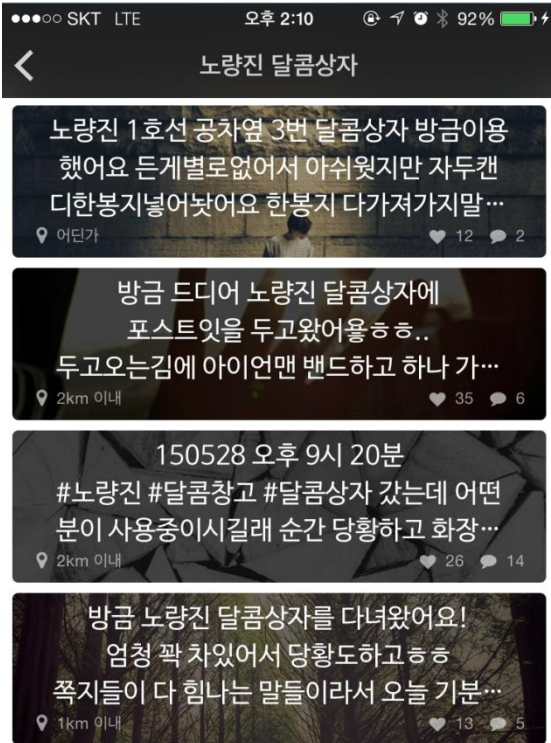 SKT LTE 오후 2:10 92%
노량진 달콤상자
노량진 1호선 공차옆 3번 달콤상자 방금이용
했어요 든게별로없어서 아쉬웟지만 자두캔
디한봉지넣어놧어요 한봉지 다가져가지말…
어딘가 12 2
방금 드디어 노량진 달콤상자에
포스트잇을 두고왔어욯ㅎㅎ..
두고오는김에 아이언맨 밴드하고 하나 가…
2km 이내 35 6
150528 오후 9시 20분
#노량진 #달콤창고 #달콤상자 갔는데 어떤
분이 사용중이시길래 순간 당황하고 화장…
2km 이내 26 14
방금 노량진 달콤상자를 다녀왔어요!
엄청 꽉 차있어서 당황도하고ㅎㅎ
쪽지들이 다 힘나는 말들이라서 오늘 기분…
1km 이내 13 5